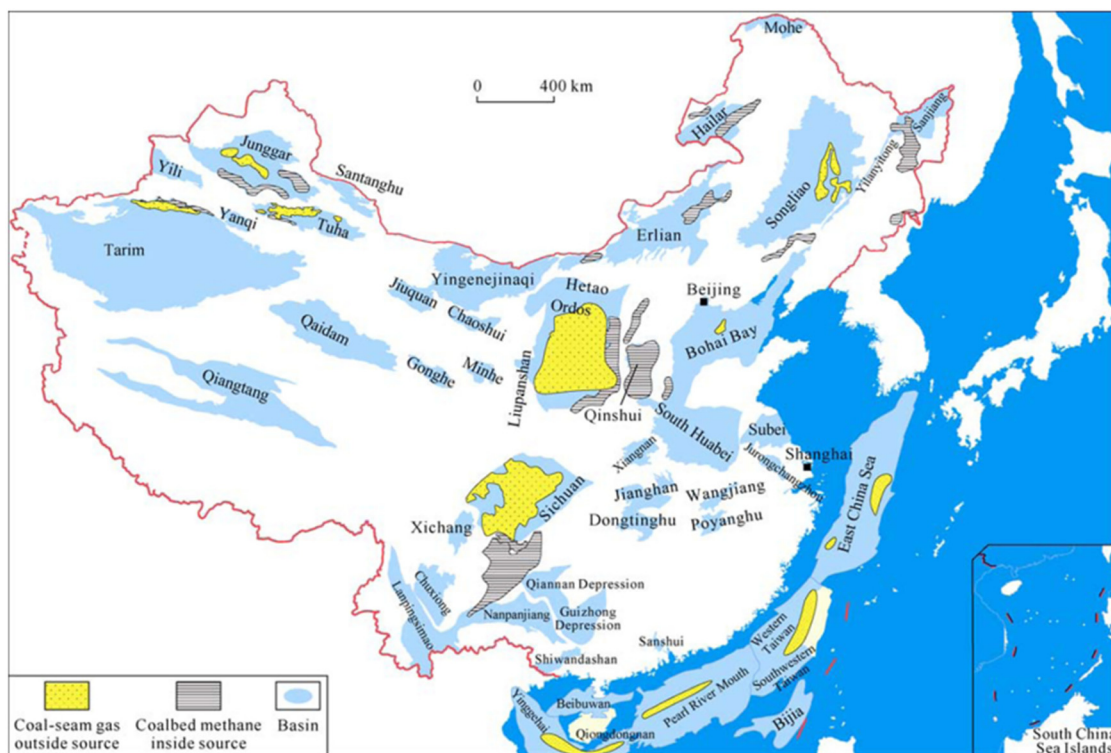 Mohe
0 400 km
Hailar
Sanjiang
Junggar
Yilanyitong
Yili
Santanghu
Songliao
Yanqi
Tuha
Erlian
Tarim
Yingenejinaqi
Hetao
Beijing
Jiuquan
Chaoshui
Ordos
Qaidam
Bohai Bay
Gonghe
Minhe
Liupanshan
Qiangtang
Qinshui
South Huabei
Subei
Xiangnan
Shanghai
Jurongchangzhou
Sichuan
Jianghan
Wangjiang
East China Sea
Xichang
Dongtinghu
Poyanghu
Chuxiong
Qiannan Depression
Lanpingsimao
Nanpanjiang
Guizhong
Depression
Western
Taiwan
Sanshui
Southwestern
Taiwan
Shiwandashan
Pearl River Mouth
Beibuwan
Yinggehai
Qiongdongnan
Bijia
Coal-seam gas
outside source
Coalbed methane
inside source
Basin
South China
Sea Island